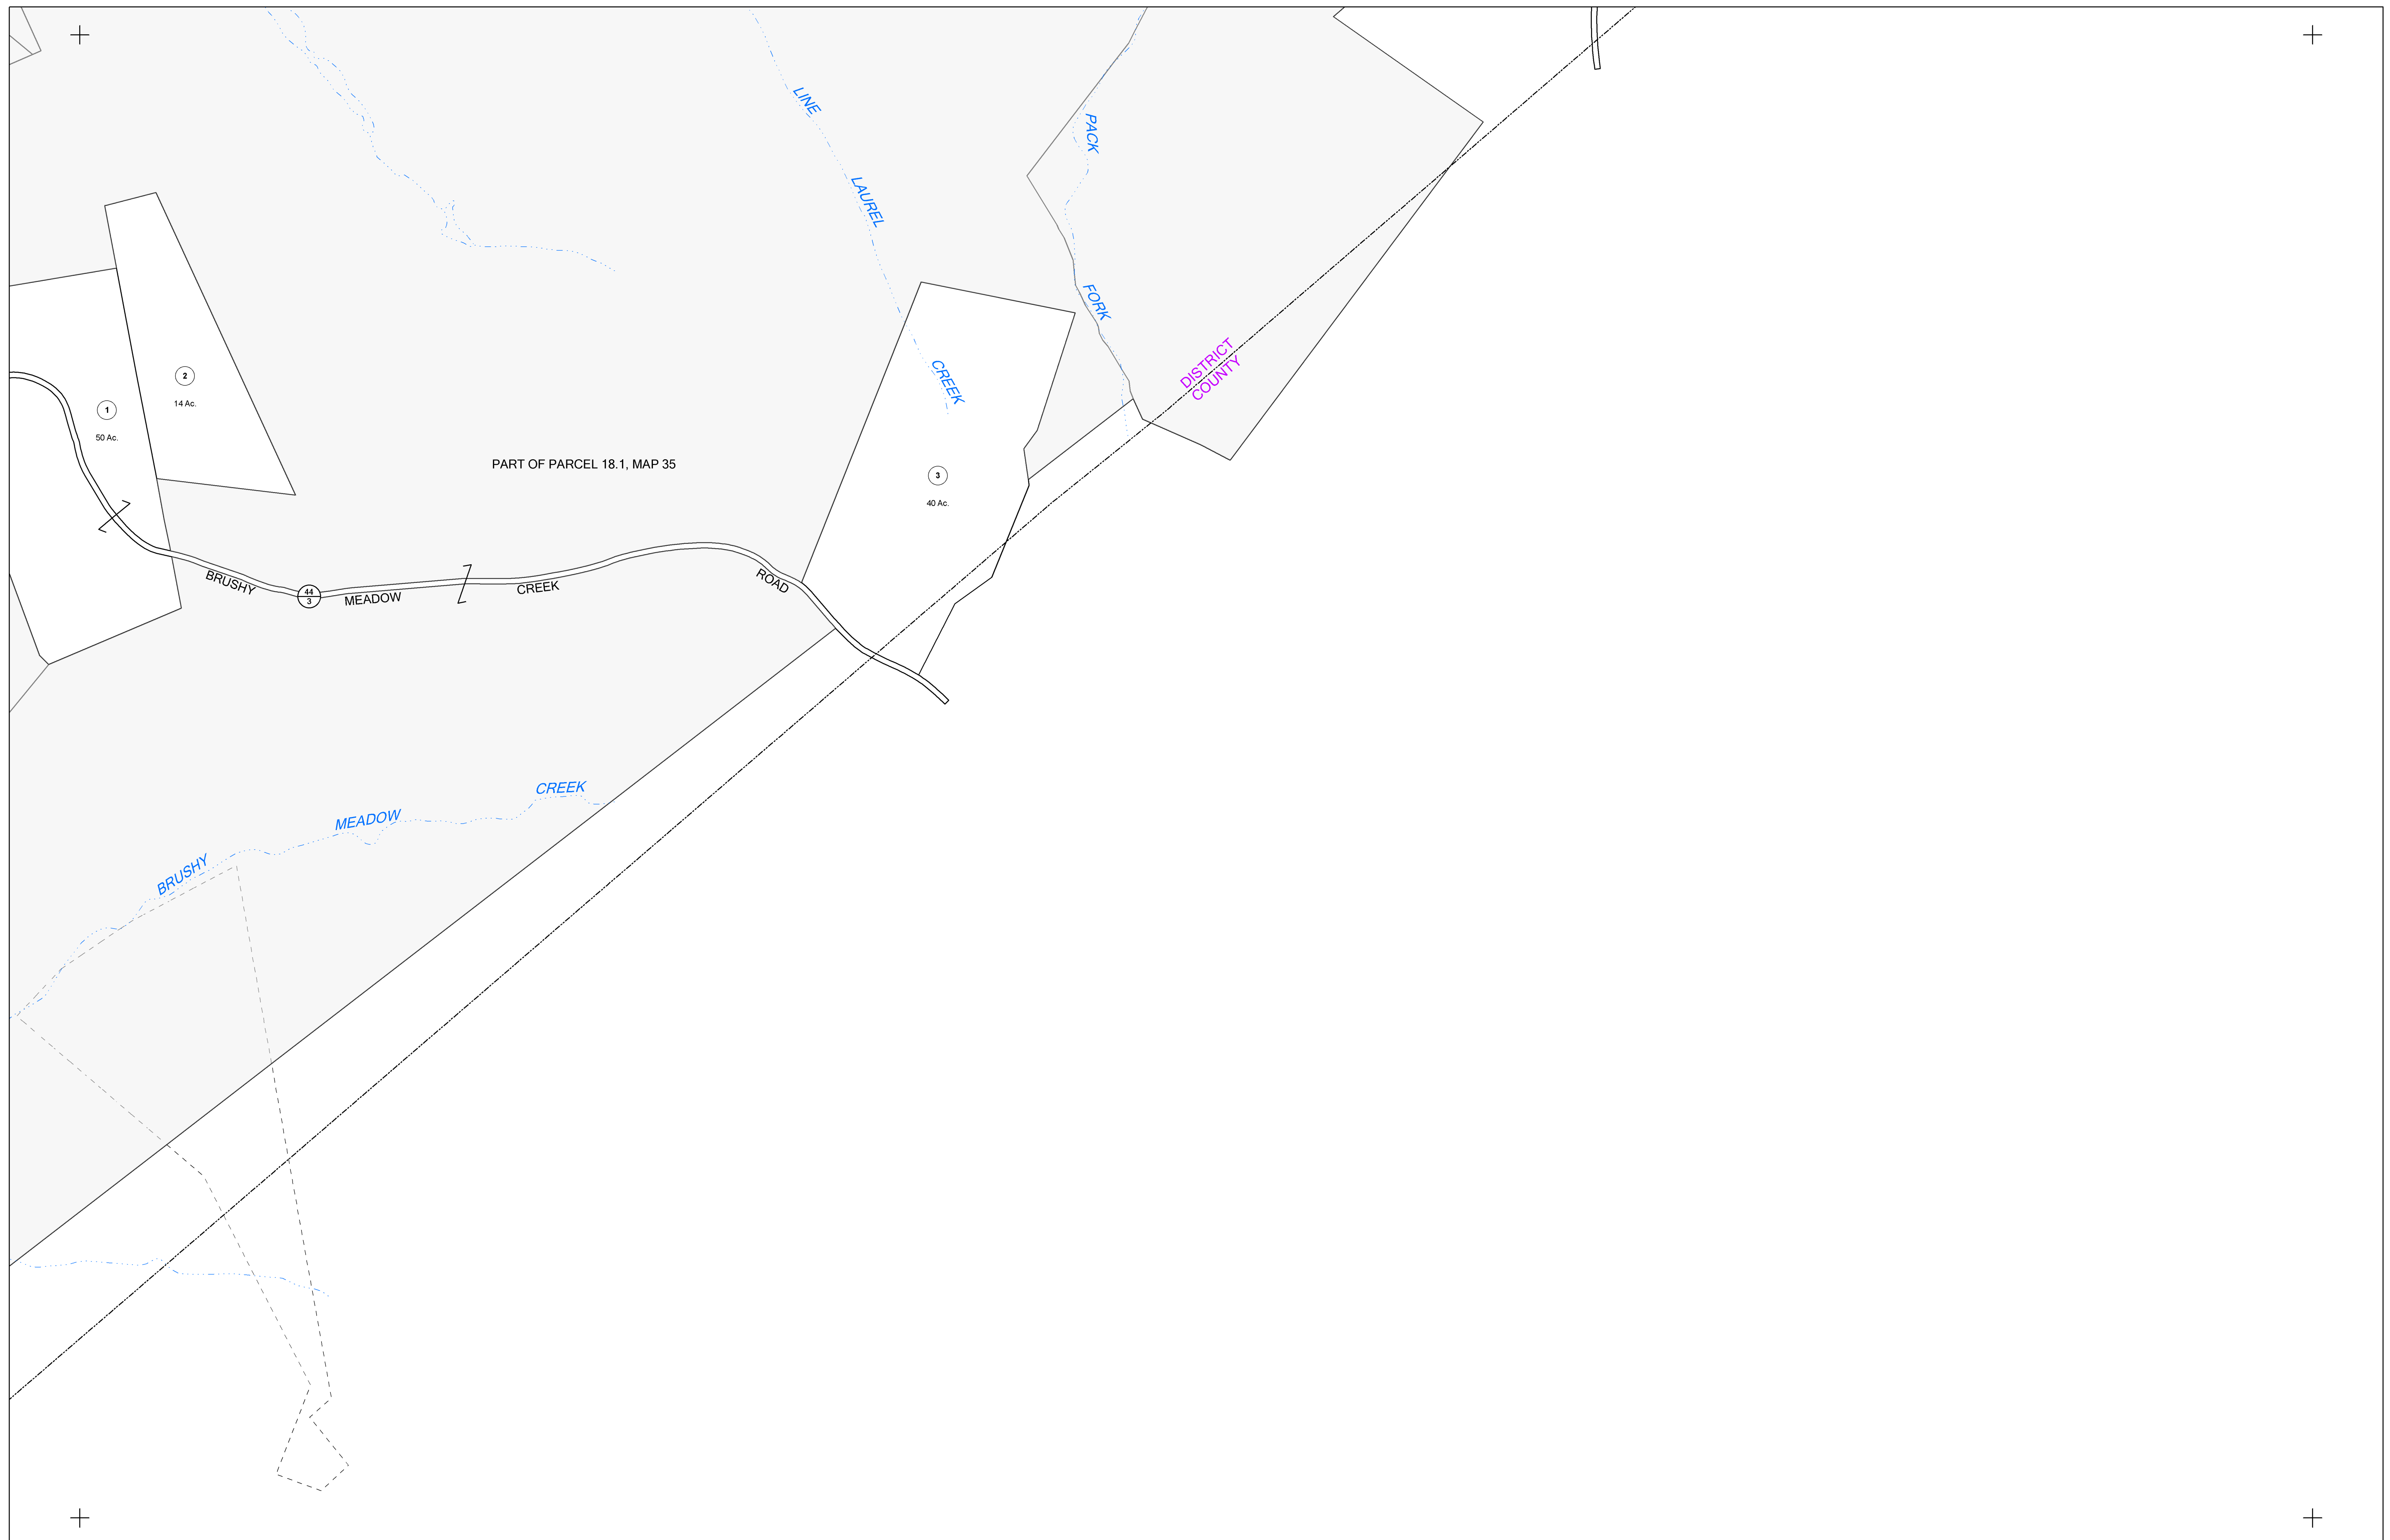 LINE
LAUREL
CREEK
PACK
FORK
DISTRICT
COUNTY
2
14 Ac.
1
50 Ac.
PART OF PARCEL 18.1, MAP 35
3
40 Ac.
BRUSHY
44
3
MEADOW
CREEK
ROAD
BRUSHY
MEADOW
CREEK